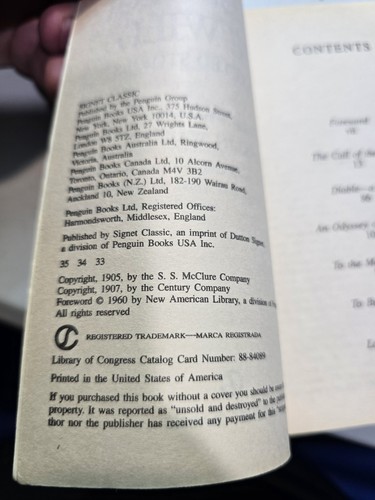 SIGNET CLASSIC
Published by the Penguin Group
Penguin Books USA Inc., 375 Hudson Street,
New York, New York 10014, U.S.A.
Penguin Books Ltd, 27 Wrights Lane,
London W8 5TZ, England
Penguin Books Australia Ltd, Ringwood,
Victoria, Australia
Penguin Books Canada Ltd, 10 Alcorn Avenue,
Toronto, Ontario, Canada M4V 3B2
Penguin Books (N.Z.) Ltd, 182-190 Wairau Road,
Auckland 10, New Zealand
Penguin Books Ltd, Registered Offices:
Harmondsworth, Middlesex, England
Published by Signet Classic, an imprint of Dutton Signet,
a division of Penguin Books USA Inc.
35 34 33
Copyright, 1905, by the S. S. McClure Company
Copyright, 1907, by the Century Company
Foreword © 1960 by New American Library, a division of
All rights reserved
REGISTERED TRADEMARK—MARCA REGISTRADA
Library of Congress Catalog Card Number: 88-84089
Printed in the United States of America
If you purchased this book without a cover you should be
property. It was reported as "unsold and destroyed" to the
thor nor the publisher has received any payment for this
CONTENTS
Foreword
The Call of the
Diable—a
An Odyssey of
To the
To